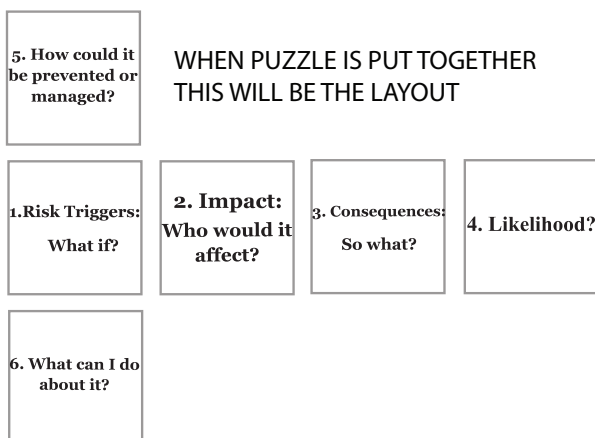 5. How could it
be prevented or
managed?
WHEN PUZZLE IS PUT TOGETHER
THIS WILL BE THE LAYOUT
1.Risk Triggers:
What if?
2. Impact:
Who would it
affect?
3. Consequences:
So what?
4. Likelihood?
6. What can I do
about it?